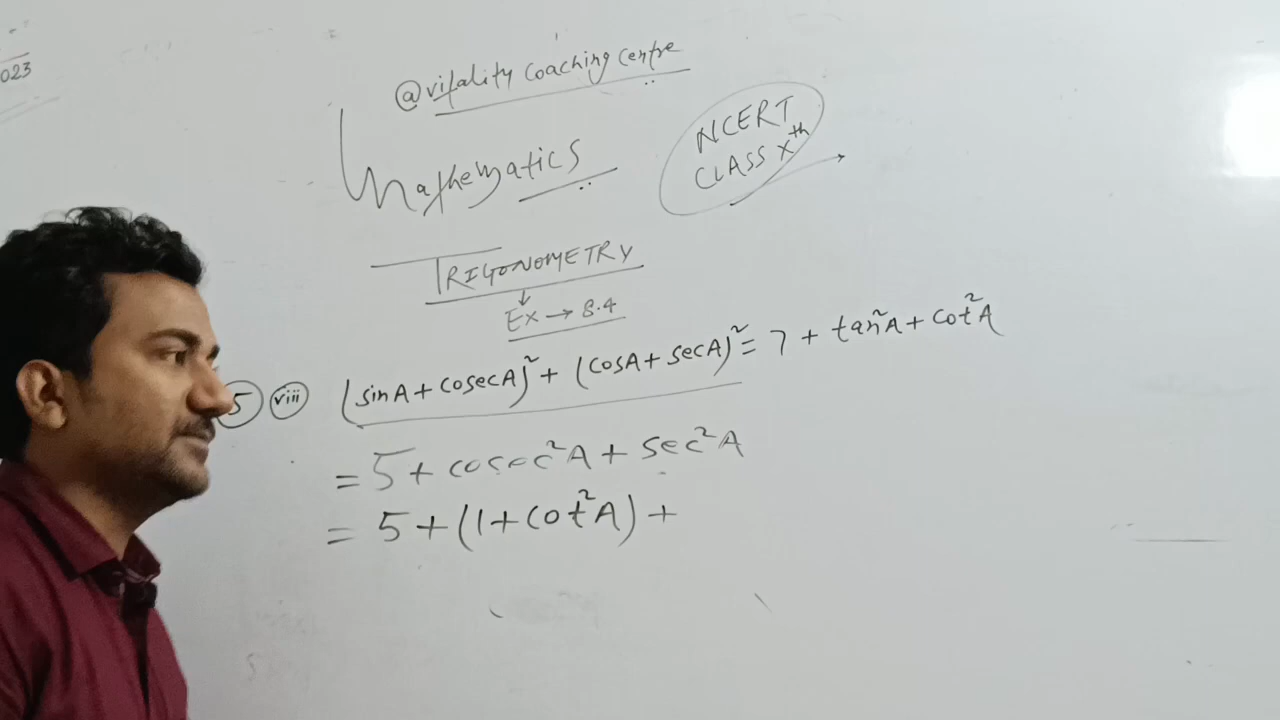 023
@vitality coaching centre
Mathematics
NCERT
CLASS Xth
TRIGONOMETRY
Ex → 8.4
5 viii (sinA + cosecA)² + (cosA + secA)² = 7 + tan²A + cot²A
= 5 + cosec²A + sec²A
= 5 + (1 + cot²A) +